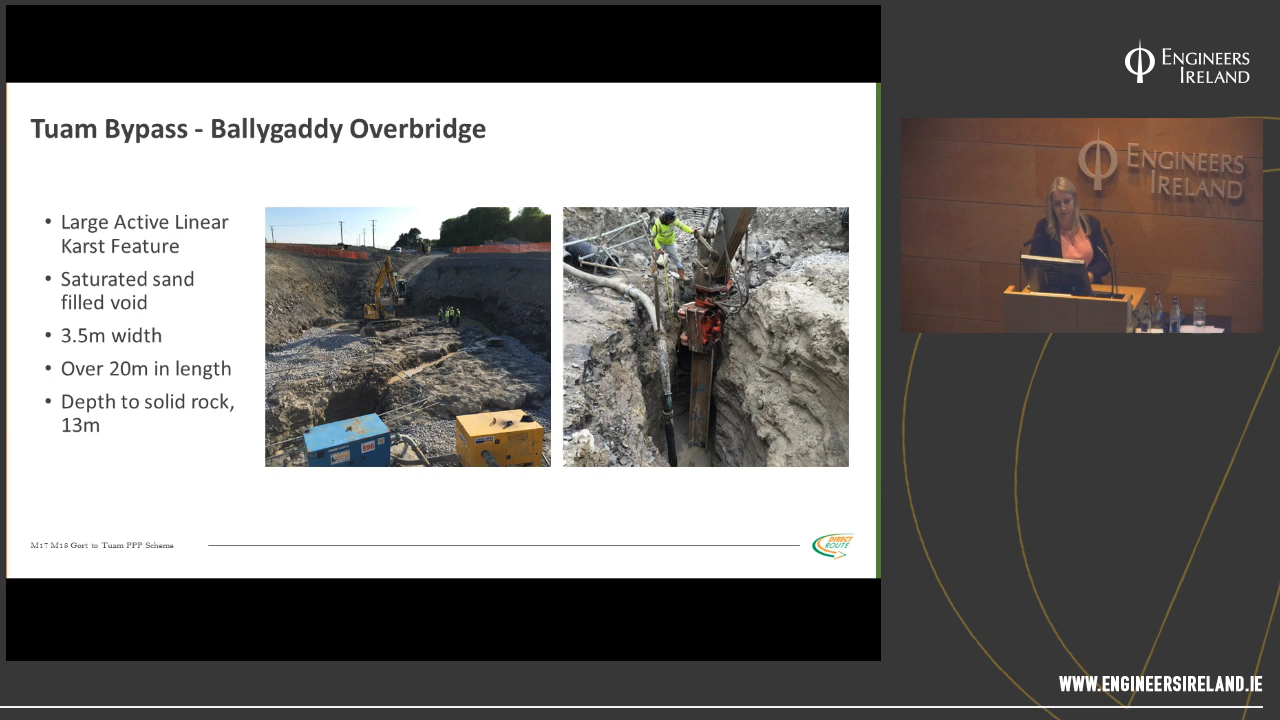 Tuam Bypass - Ballygaddy Overbridge
• Large Active Linear
Karst Feature
• Saturated sand
filled void
• 3.5m width
• Over 20m in length
• Depth to solid rock,
13m
596
M17 M18 Gort to Tuam PPP Scheme
DIRECT
ROUTE
ENGINEERS
IRELAND
ENGINEERS
IRELAND
WWW.ENGINEERSIRELAND.IE